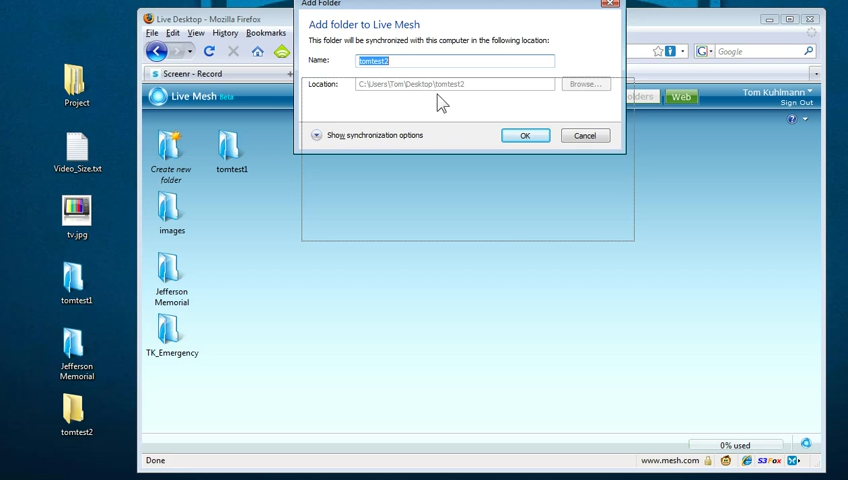 Project
Video_Size.txt
tv.jpg
tomtest1
Jefferson
Memorial
tomtest2
Live Desktop - Mozilla Firefox
File Edit View History Bookmarks
Google
Screenr - Record
Live Mesh Beta
Web
Tom Kuhlmann
Sign Out
Create new
folder
tomtest1
images
Jefferson
Memorial
TK_Emergency
Add Folder
Add folder to Live Mesh
This folder will be synchronized with this computer in the following location:
Name: tomtest2
Location: C:\Users\Tom\Desktop\tomtest2
Browse...
Show synchronization options
OK
Cancel
0% used
Done
www.mesh.com
S3Fox